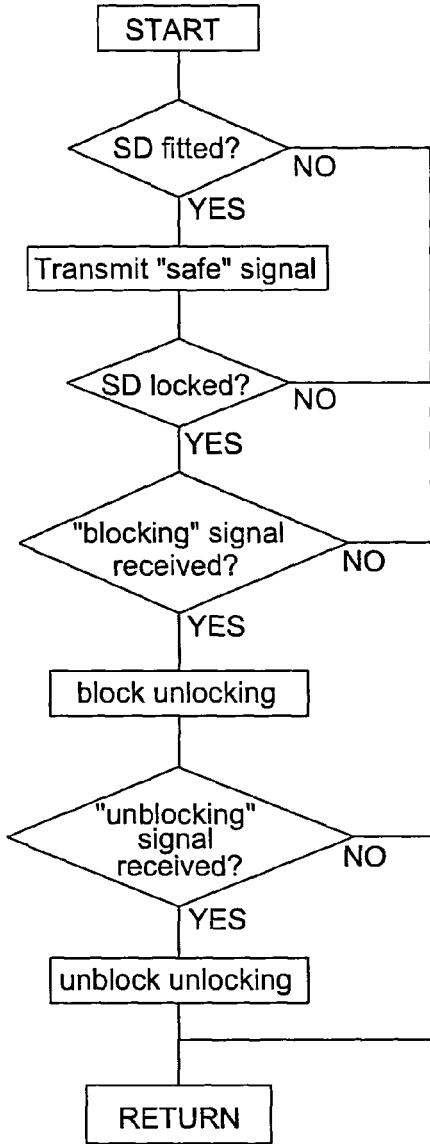 START
SD fitted?
NO
YES
Transmit "safe" signal
SD locked?
NO
YES
"blocking" signal
received?
NO
YES
block unlocking
"unblocking"
signal
received?
NO
YES
unblock unlocking
RETURN